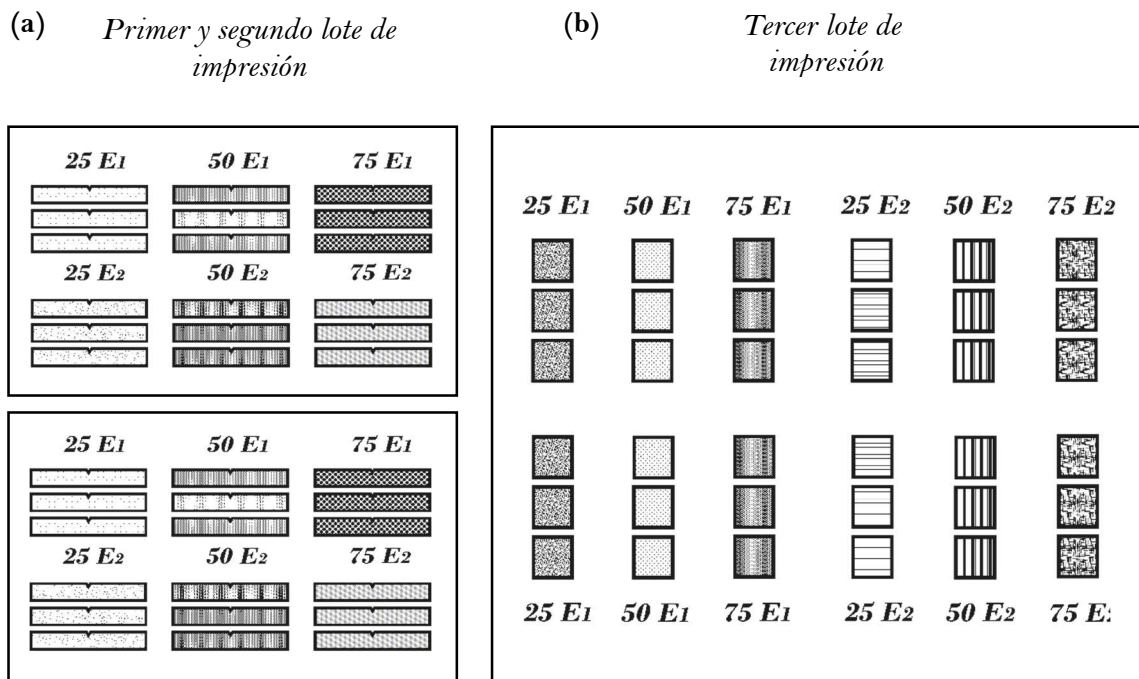 (a) Primer y segundo lote de
impresión
(b) Tercer lote de
impresión
25 E1 50 E1 75 E1
25 E2 50 E2 75 E2
25 E1 50 E1 75 E1
25 E2 50 E2 75 E2
25 E1 50 E1 75 E1 25 E2 50 E2 75 E2
25 E1 50 E1 75 E1 25 E2 50 E2 75 E